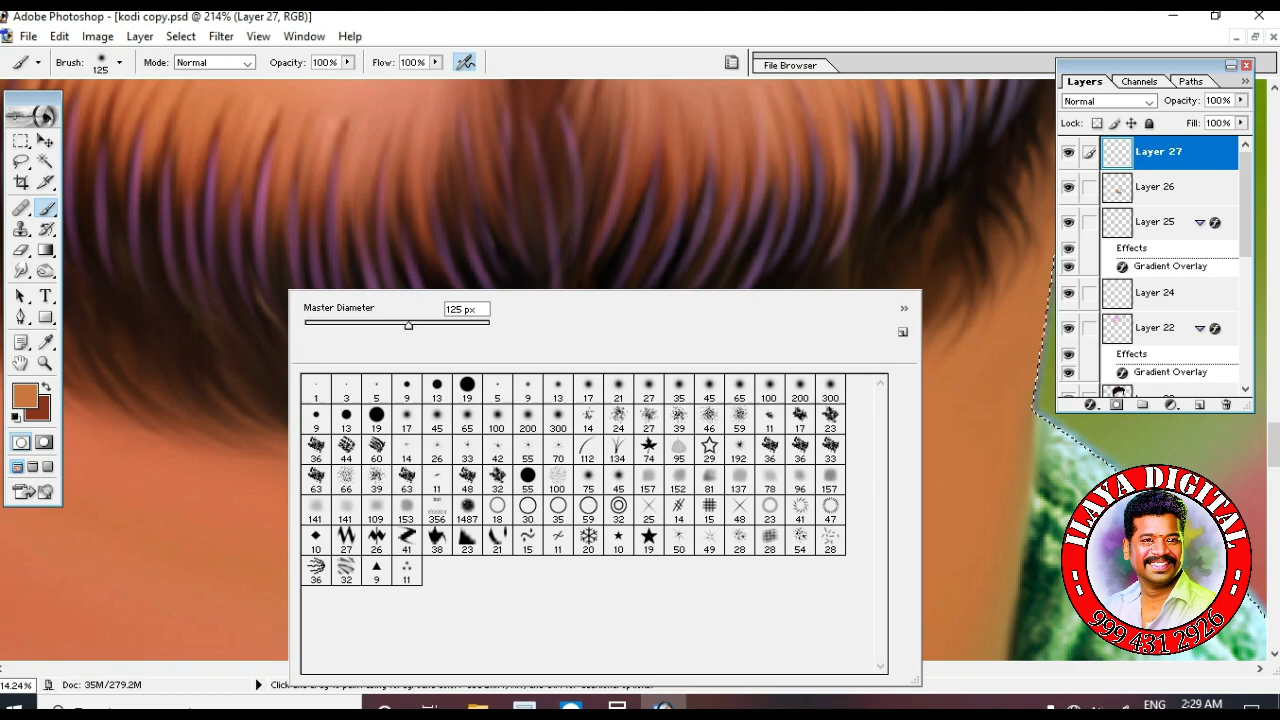 Adobe Photoshop - [kodi copy.psd @ 214% (Layer 27, RGB)]
File Edit Image Layer Select Filter View Window Help
Brush: 125 Mode: Normal Opacity: 100% Flow: 100% File Browser
Layers Channels Paths
Normal Opacity: 100%
Lock: Fill: 100%
Layer 27
Layer 26
Layer 25
Effects
Gradient Overlay
Layer 24
Layer 22
Effects
Gradient Overlay
Master Diameter 125 px
1 3 5 9 13 19 5 9 13 17 21 27 35 45 65 100 200 300
9 13 19 17 45 65 100 200 300 14 24 27 39 46 59 11 17 23
36 44 60 14 26 33 42 55 70 112 134 74 95 29 192 36 36 33
63 66 39 63 11 48 32 55 100 75 45 157 152 81 137 78 96 157
141 141 109 153 356 1487 18 30 35 59 32 25 14 15 48 23 41 47
10 27 26 41 38 23 21 15 11 20 10 19 50 49 28 28 54 28
36 32 9 11
ILAYA DIGITAL
999 431 2926
14.24% Doc: 35M/279.2M
ENG 2:29 AM